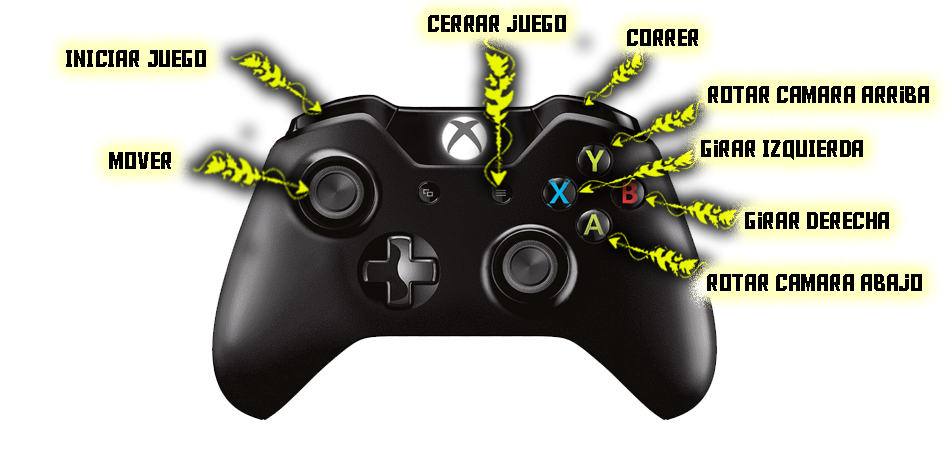 CERRAR JUEGO
CORRER
INICIAR JUEGO
ROTAR CAMARA ARRIBA
GIRAR IZQUIERDA
MOVER
Y
X
B
A
GIRAR DERECHA
ROTAR CAMARA ABAJO